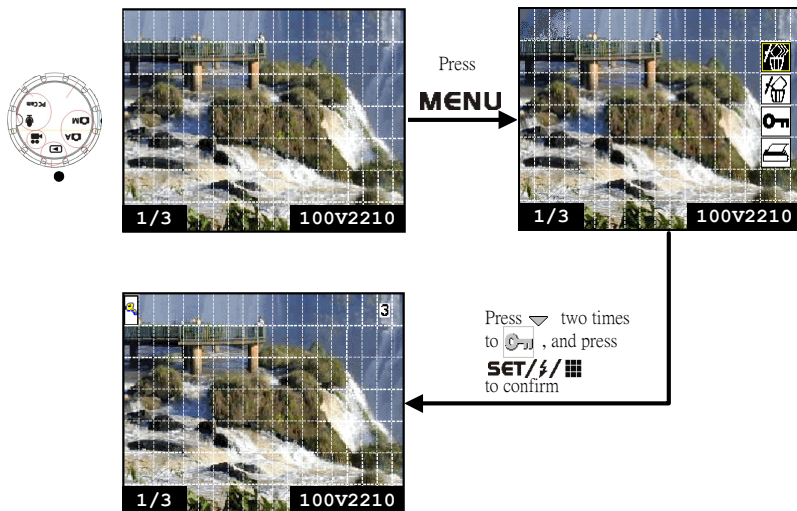 PCCam
M
A
1/3
100V2210
Press
MENU
1/3
100V2210
Press two times
to , and press
SET/ /
to confirm
3
1/3
100V2210